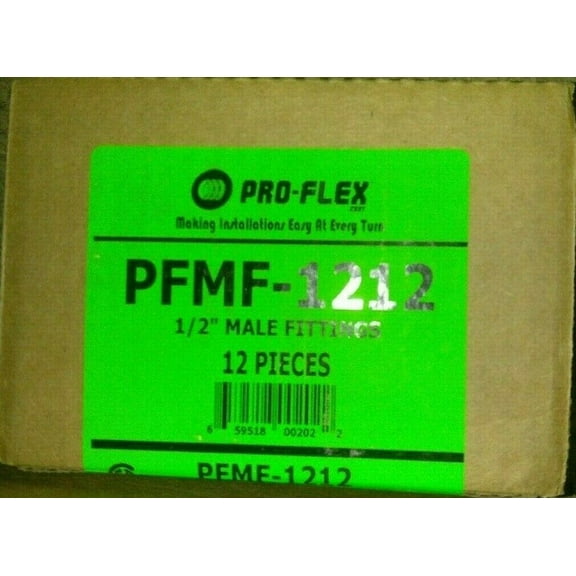 PRO-FLEX
CSST
Making Installations Easy At Every Turn
PFMF-1212
1/2" MALE FITTINGS
12 PIECES
6 59518 00202 2
PFMF-1212